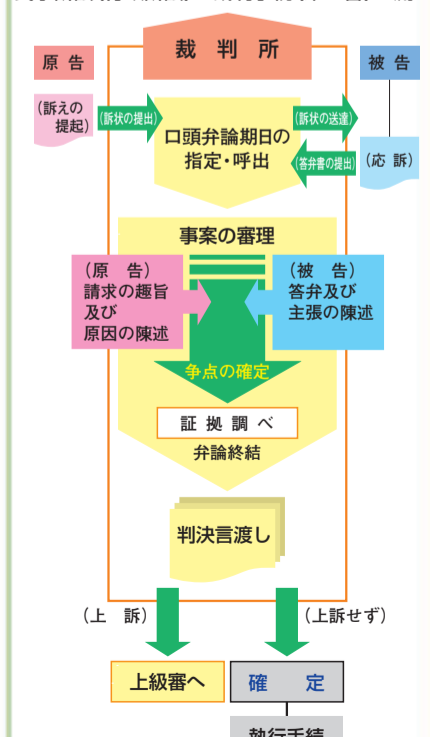 裁判所
原告
被告
(訴えの
提起)
(訴状の提出)
口頭弁論期日の
指定・呼出
(訴状の送達)
(答弁書の提出)
(応訴)
事案の審理
(原　告)
請求の趣旨
及び
原因の陳述
(被　告)
答弁及び
主張の陳述
争点の確定
証拠調べ
弁論終結
判決言渡し
(上　訴)
(上訴せず)
上級審へ
確　定
執行手続